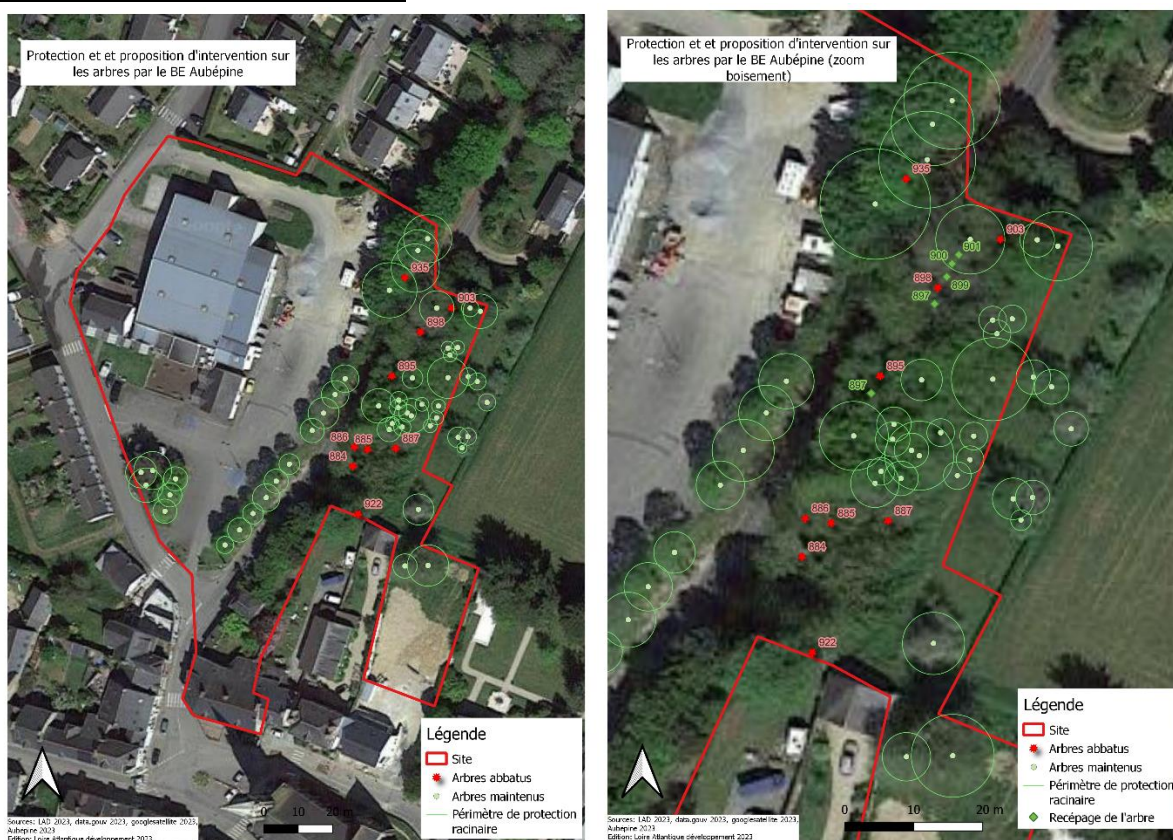 Protection et et proposition d'intervention sur
les arbres par le BE Aubépine
935
903
898
895
886
885
887
884
922
Légende
Site
Arbres abbatus
Arbres maintenus
Périmètre de protection
racinaire
0 10 20 m
Sources: LAD 2023, data.gouv 2023, googlesatellite 2023,
Aubepine 2023
Edition: Loire Atlantique développement 2023
Protection et et proposition d'intervention sur
les arbres par le BE Aubépine (zoom
boisement)
935
903
901
900
898
899
897
895
897
886
885
887
884
922
Légende
Site
Arbres abbatus
Arbres maintenus
Périmètre de protection
racinaire
Recépage de l'arbre
0 10 20 m
Sources: LAD 2023, data.gouv 2023, googlesatellite 2023,
Aubepine 2023
Edition: Loire Atlantique développement 2023